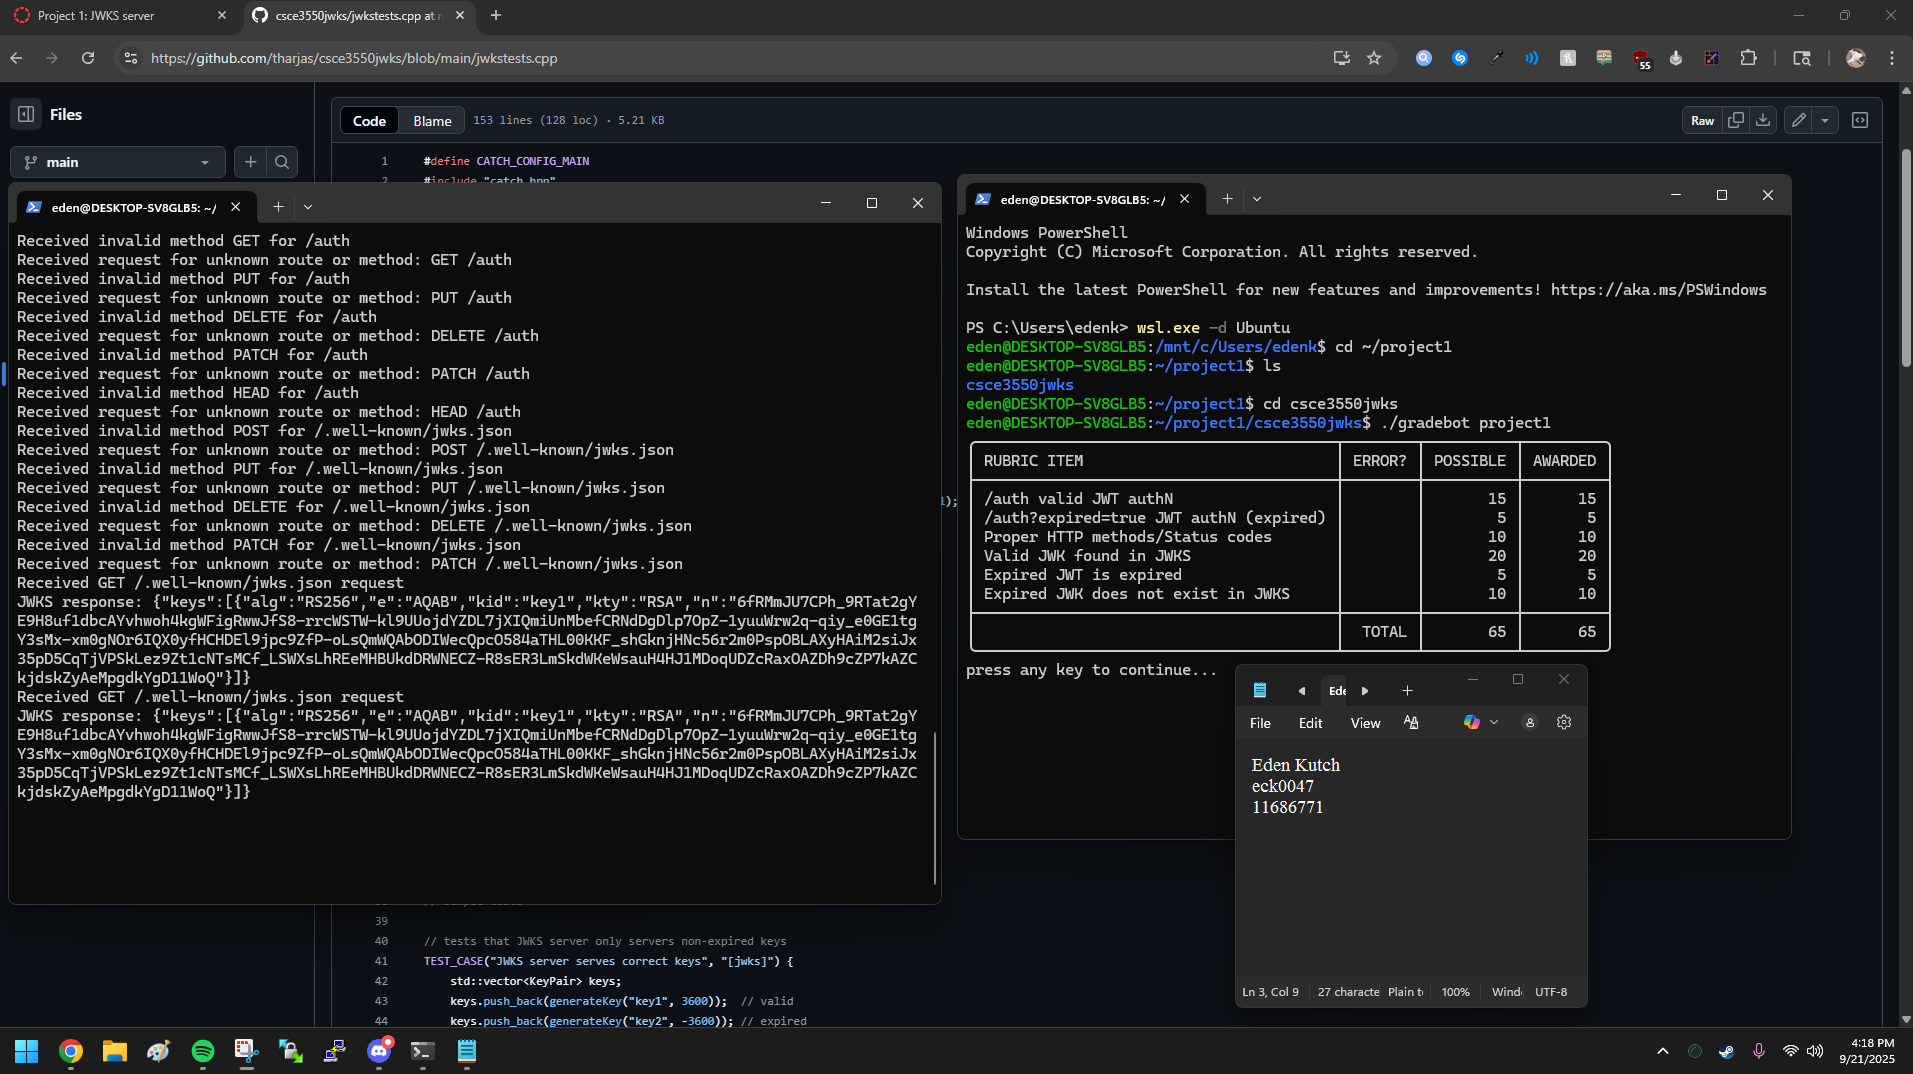 Project 1: JWKS server
csce3550jwks/jwkstests.cpp at
https://github.com/tharjas/csce3550jwks/blob/main/jwkstests.cpp
55
Files
main
Code
Blame
153 lines (128 loc) · 5.21 KB
Raw
1 #define CATCH_CONFIG_MAIN
2 #include "catch.hpp"
eden@DESKTOP-SV8GLB5: ~/
Received invalid method GET for /auth
Received request for unknown route or method: GET /auth
Received invalid method PUT for /auth
Received request for unknown route or method: PUT /auth
Received invalid method DELETE for /auth
Received request for unknown route or method: DELETE /auth
Received invalid method PATCH for /auth
Received request for unknown route or method: PATCH /auth
Received invalid method HEAD for /auth
Received request for unknown route or method: HEAD /auth
Received invalid method POST for /.well-known/jwks.json
Received request for unknown route or method: POST /.well-known/jwks.json
Received invalid method PUT for /.well-known/jwks.json
Received request for unknown route or method: PUT /.well-known/jwks.json
Received invalid method DELETE for /.well-known/jwks.json
Received request for unknown route or method: DELETE /.well-known/jwks.json
Received invalid method PATCH for /.well-known/jwks.json
Received request for unknown route or method: PATCH /.well-known/jwks.json
Received GET /.well-known/jwks.json request
JWKS response: {"keys":[{"alg":"RS256","e":"AQAB","kid":"key1","kty":"RSA","n":"6fRMmJU7CPh_9RTat2gY
E9H8uf1dbcAYvhwoh4kgWFigRwwJfS8-rrcWSTW-kl9UUojdYZDL7jXIQmiUnMbefCRNdDgDlp7OpZ-1yuuWrw2q-qiy_e0GE1tg
Y3sMx-xm0gNOr6IQX0yfHCHDEl9jpc9ZfP-oLsQmWQAbODIWecQpcO584aTHL00KKF_shGknjHNc56r2m0PspOBLAXyHAiM2siJx
35pD5CqTjVPSkLez9Zt1cNTsMCf_LSWXsLhREeMHBUkdDRWNECZ-R8sER3LmSkdWKeWsauH4HJ1MDoqUDZcRaxOAZDh9cZP7kAZC
kjdskZyAeMpgdkYgD11WoQ"}]}
Received GET /.well-known/jwks.json request
JWKS response: {"keys":[{"alg":"RS256","e":"AQAB","kid":"key1","kty":"RSA","n":"6fRMmJU7CPh_9RTat2gY
E9H8uf1dbcAYvhwoh4kgWFigRwwJfS8-rrcWSTW-kl9UUojdYZDL7jXIQmiUnMbefCRNdDgDlp7OpZ-1yuuWrw2q-qiy_e0GE1tg
Y3sMx-xm0gNOr6IQX0yfHCHDEl9jpc9ZfP-oLsQmWQAbODIWecQpcO584aTHL00KKF_shGknjHNc56r2m0PspOBLAXyHAiM2siJx
35pD5CqTjVPSkLez9Zt1cNTsMCf_LSWXsLhREeMHBUkdDRWNECZ-R8sER3LmSkdWKeWsauH4HJ1MDoqUDZcRaxOAZDh9cZP7kAZC
kjdskZyAeMpgdkYgD11WoQ"}]}
);
eden@DESKTOP-SV8GLB5: ~/
Windows PowerShell
Copyright (C) Microsoft Corporation. All rights reserved.
Install the latest PowerShell for new features and improvements! https://aka.ms/PSWindows
PS C:\Users\edenk> wsl.exe -d Ubuntu
eden@DESKTOP-SV8GLB5:/mnt/c/Users/edenk$ cd ~/project1
eden@DESKTOP-SV8GLB5:~/project1$ ls
csce3550jwks
eden@DESKTOP-SV8GLB5:~/project1$ cd csce3550jwks
eden@DESKTOP-SV8GLB5:~/project1/csce3550jwks$ ./gradebot project1
RUBRIC ITEM ERROR? POSSIBLE AWARDED
/auth valid JWT authN 15 15
/auth?expired=true JWT authN (expired) 5 5
Proper HTTP methods/Status codes 10 10
Valid JWK found in JWKS 20 20
Expired JWT is expired 5 5
Expired JWK does not exist in JWKS 10 10
TOTAL 65 65
press any key to continue...
Ede
File Edit View
Eden Kutch
eck0047
11686771
Ln 3, Col 9
27 characte
Plain t
100%
Wind
UTF-8
39
40 // tests that JWKS server only servers non-expired keys
41 TEST_CASE("JWKS server serves correct keys", "[jwks]") {
42 std::vector<KeyPair> keys;
43 keys.push_back(generateKey("key1", 3600)); // valid
44 keys.push_back(generateKey("key2", -3600)); // expired
4:18 PM
9/21/2025